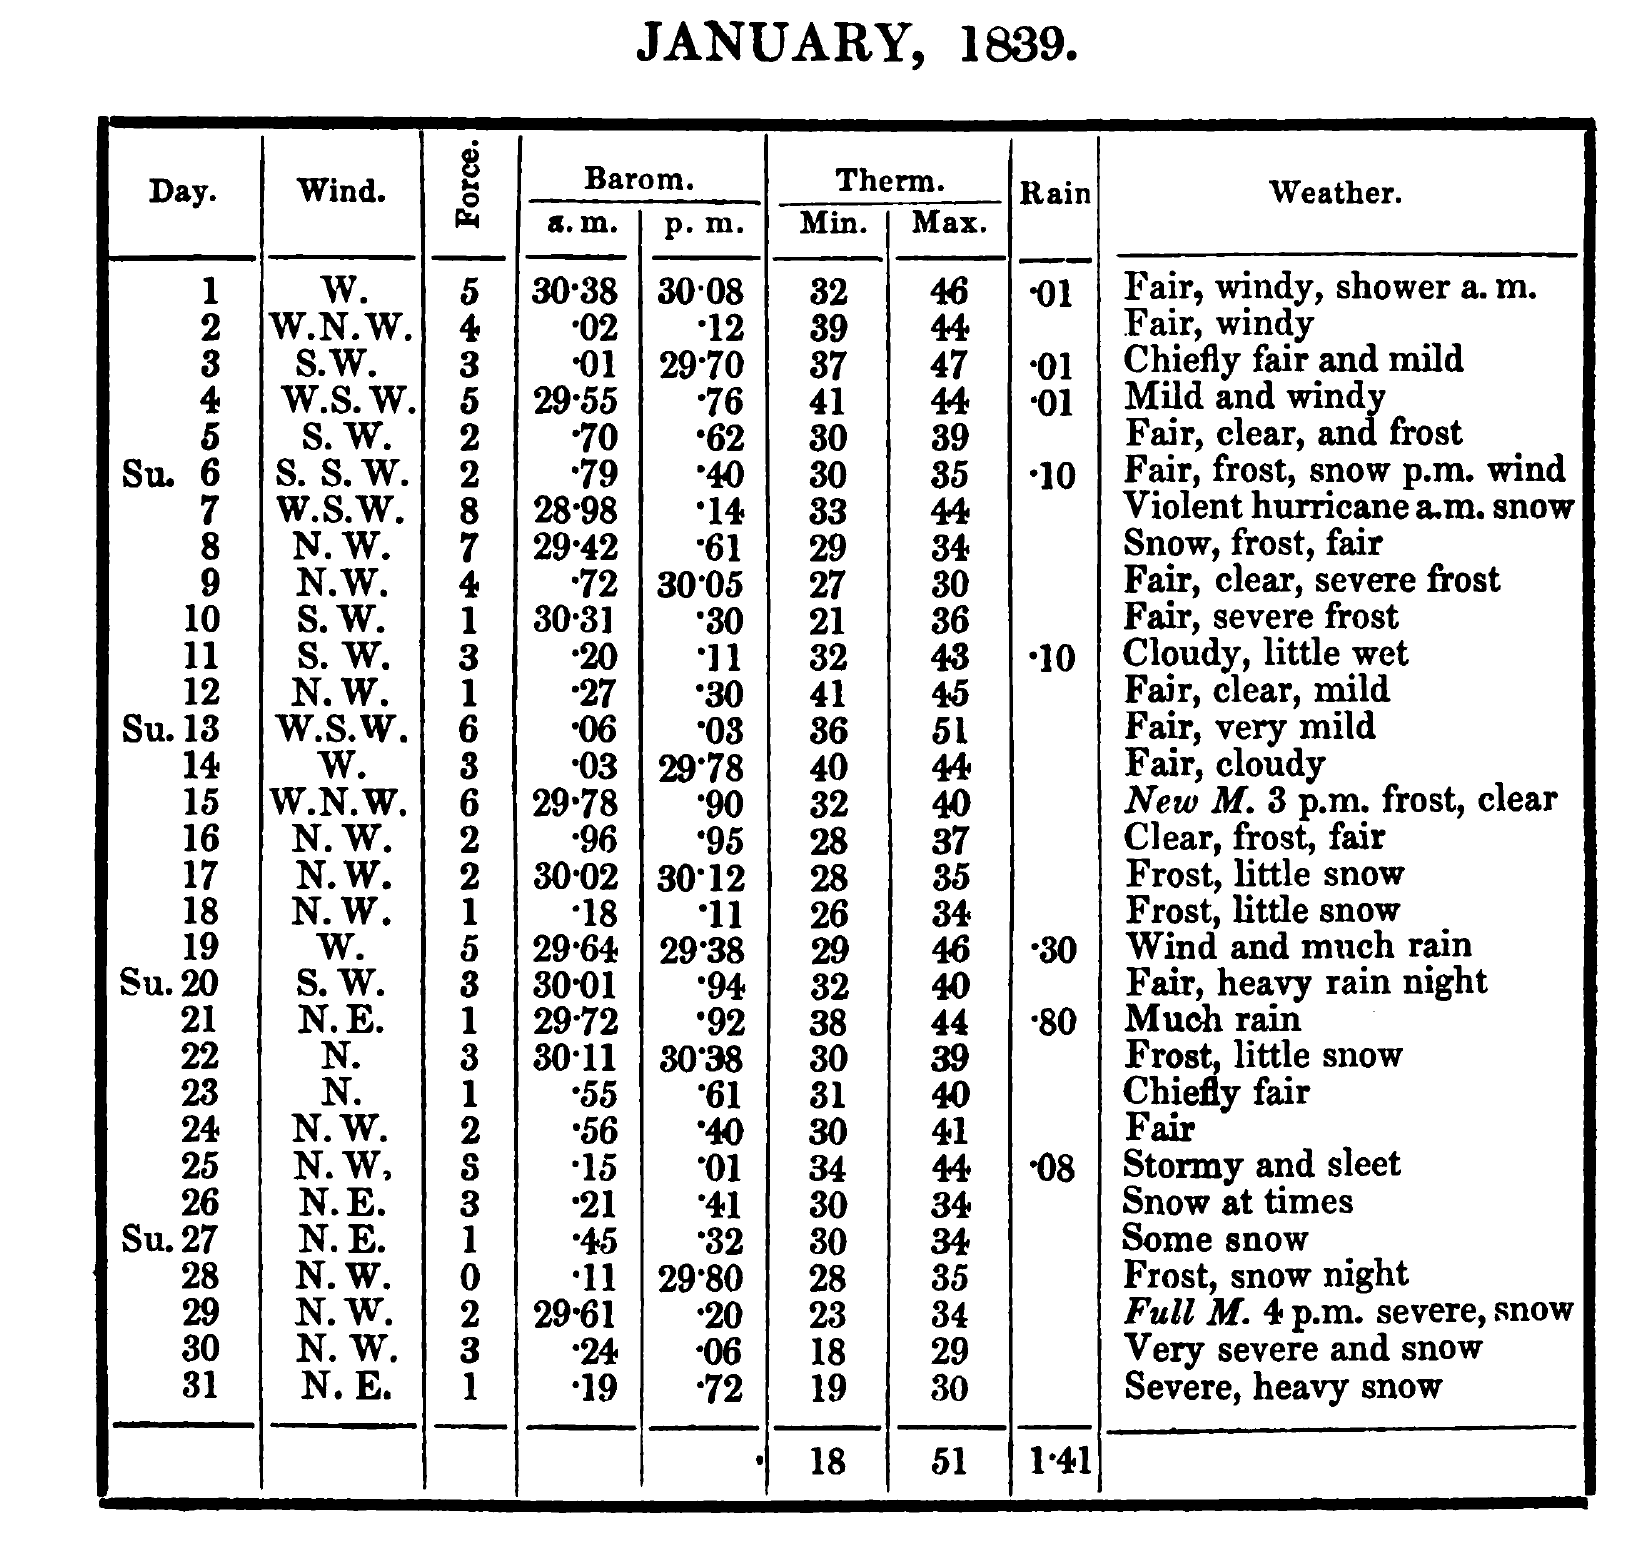 JANUARY, 1839.
Day. Wind. Force. Barom. Therm. Rain Weather.
a. m. p. m. Min. Max.
1 W. 5 30·38 30·08 32 46 ·01 Fair, windy, shower a. m.
2 W.N.W. 4 ·02 ·12 39 44 Fair, windy
3 S.W. 3 ·01 29·70 37 47 ·01 Chiefly fair and mild
4 W.S.W. 5 29·55 ·76 41 44 ·01 Mild and windy
5 S. W. 2 ·70 ·62 30 39 Fair, clear, and frost
Su. 6 S. S. W. 2 ·79 ·40 30 35 ·10 Fair, frost, snow p.m. wind
7 W.S.W. 8 28·98 ·14 33 44 Violent hurricane a.m. snow
8 N. W. 7 29·42 ·61 29 34 Snow, frost, fair
9 N.W. 4 ·72 30·05 27 30 Fair, clear, severe frost
10 S. W. 1 30·31 ·30 21 36 Fair, severe frost
11 S. W. 3 ·20 ·11 32 43 ·10 Cloudy, little wet
12 N. W. 1 ·27 ·30 41 45 Fair, clear, mild
Su. 13 W.S.W. 6 ·06 ·03 36 51 Fair, very mild
14 W. 3 ·03 29·78 40 44 Fair, cloudy
15 W.N.W. 6 29·78 ·90 32 40 New M. 3 p.m. frost, clear
16 N. W. 2 ·96 ·95 28 37 Clear, frost, fair
17 N.W. 2 30·02 30·12 28 35 Frost, little snow
18 N. W. 1 ·18 ·11 26 34 Frost, little snow
19 W. 5 29·64 29·38 29 46 ·30 Wind and much rain
Su. 20 S. W. 3 30·01 ·94 32 40 Fair, heavy rain night
21 N. E. 1 29·72 ·92 38 44 ·80 Much rain
22 N. 3 30·11 30·38 30 39 Frost, little snow
23 N. 1 ·55 ·61 31 40 Chiefly fair
24 N. W. 2 ·56 ·40 30 41 Fair
25 N. W, S ·15 ·01 34 44 ·08 Stormy and sleet
26 N. E. 3 ·21 ·41 30 34 Snow at times
Su. 27 N. E. 1 ·45 ·32 30 34 Some snow
28 N. W. 0 ·11 29·80 28 35 Frost, snow night
29 N. W. 2 29·61 ·20 23 34 Full M. 4 p.m. severe, snow
30 N. W. 3 ·24 ·06 18 29 Very severe and snow
31 N. E. 1 ·19 ·72 19 30 Severe, heavy snow
18 51 1·41